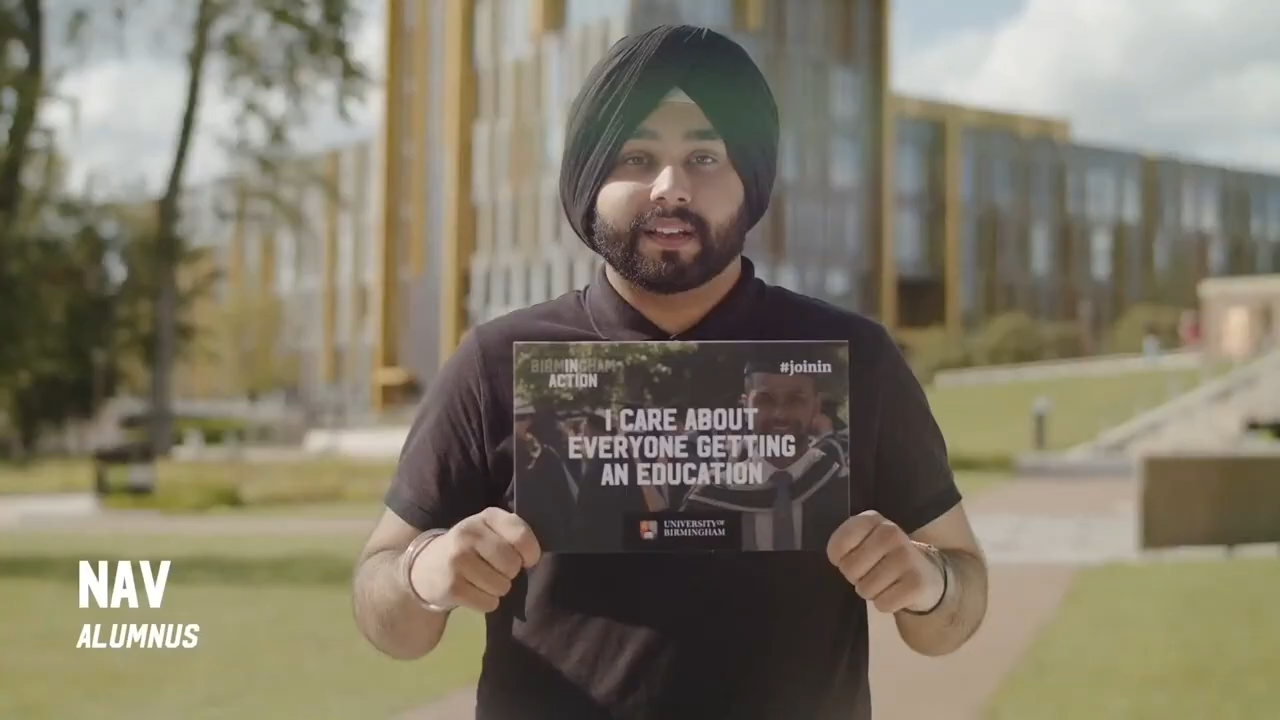 BIRMINGHAM
ACTION
#joinin
I CARE ABOUT
EVERYONE GETTING
AN EDUCATION
UNIVERSITY OF
BIRMINGHAM
NAV
ALUMNUS